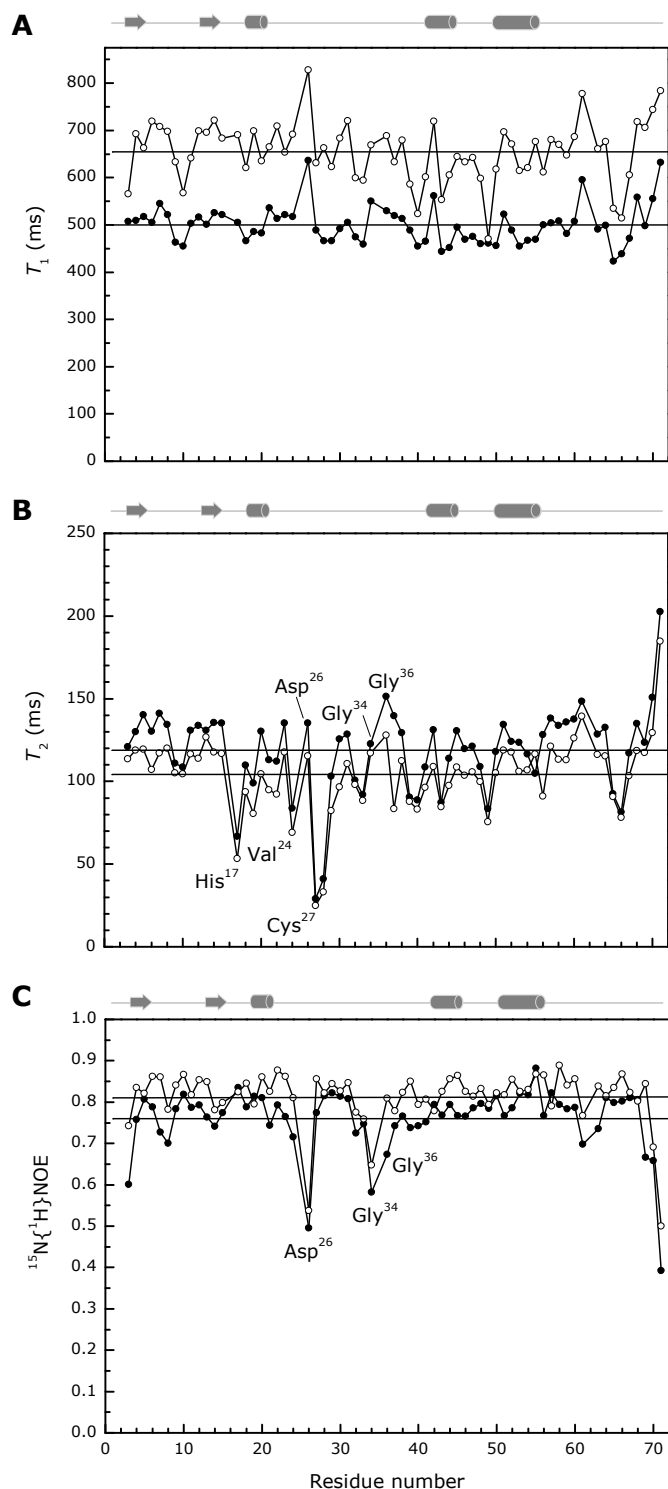 A
800
700
600
500
400
300
200
100
0
T₁ (ms)
B
250
200
150
100
50
0
T₂ (ms)
Asp²⁶
Gly³⁶
Gly³⁴
His¹⁷
Val²⁴
Cys²⁷
C
1.0
0.9
0.8
0.7
0.6
0.5
0.4
0.3
0.2
0.1
0.0
¹⁵N{¹H}NOE
Gly³⁶
Gly³⁴
Asp²⁶
0 10 20 30 40 50 60 70
Residue number